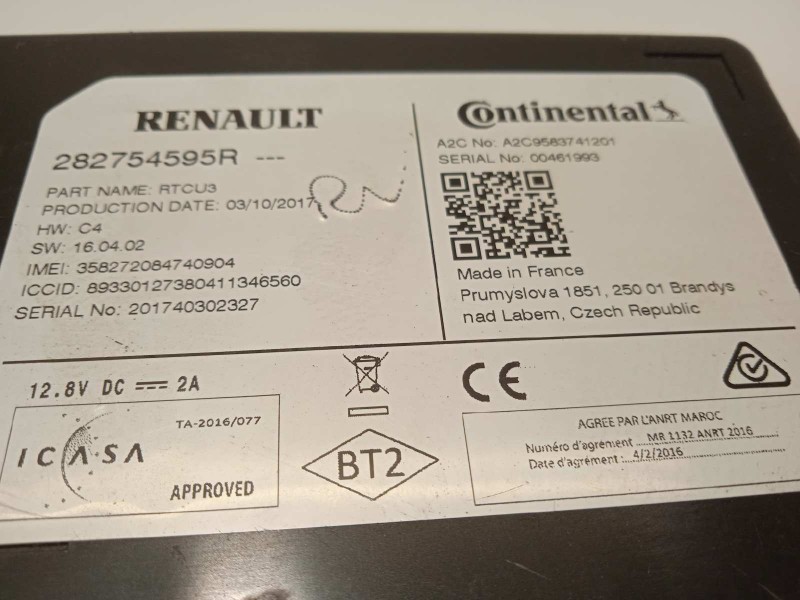 RENAULT
282754595R ---
PART NAME: RTCU3
PRODUCTION DATE: 03/10/2017
HW: C4
SW: 16.04.02
IMEI: 358272084740904
ICCID: 89330127380411346560
SERIAL No: 201740302327
Continental
A2C No: A2C9583741201
SERIAL No: 00461993
Made in France
Prumyslova 1851, 250 01 Brandys
nad Labem, Czech Republic
12.8V DC 2A
CE
TA-2016/077
ICASA
APPROVED
BT2
AGREE PAR L'ANRT MAROC
Numéro d'agrément MR 1132 ANRT 2016
Date d'agrément: 4/2/2016